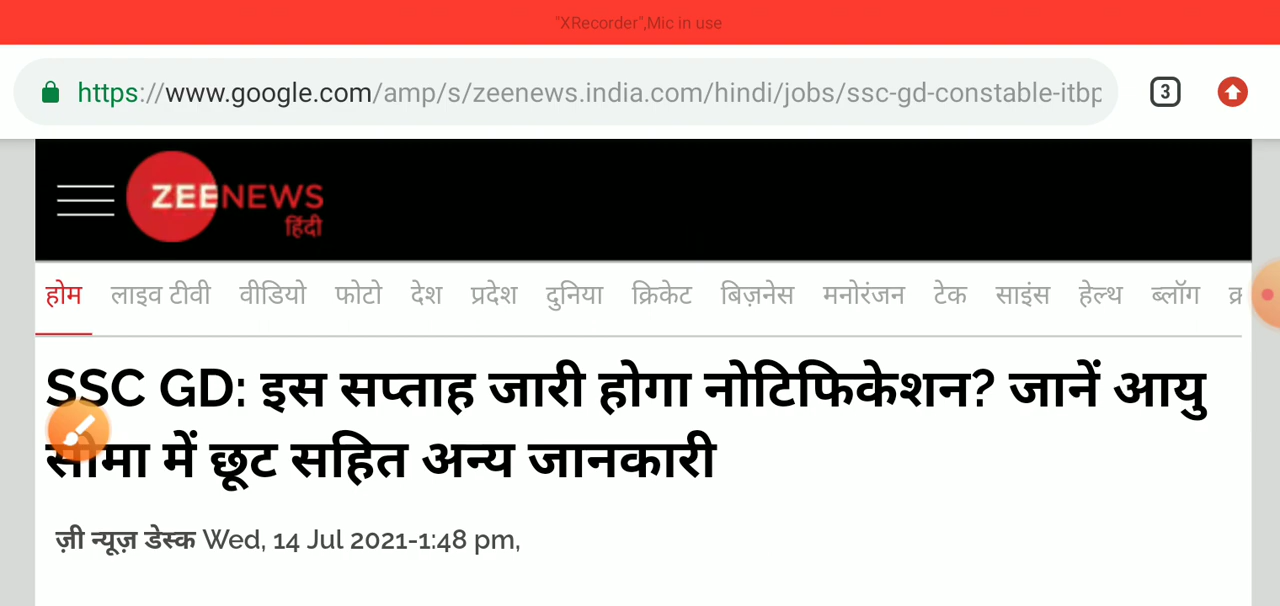 "XRecorder",Mic in use
https://www.google.com/amp/s/zeenews.india.com/hindi/jobs/ssc-gd-constable-itbp
3
ZEENEWS
हिंदी
होम लाइव टीवी वीडियो फोटो देश प्रदेश दुनिया क्रिकेट बिज़नेस मनोरंजन टेक साइंस हेल्थ ब्लॉग
SSC GD: इस सप्ताह जारी होगा नोटिफिकेशन? जानें आयु
सीमा में छूट सहित अन्य जानकारी
ज़ी न्यूज़ डेस्क Wed, 14 Jul 2021-1:48 pm,